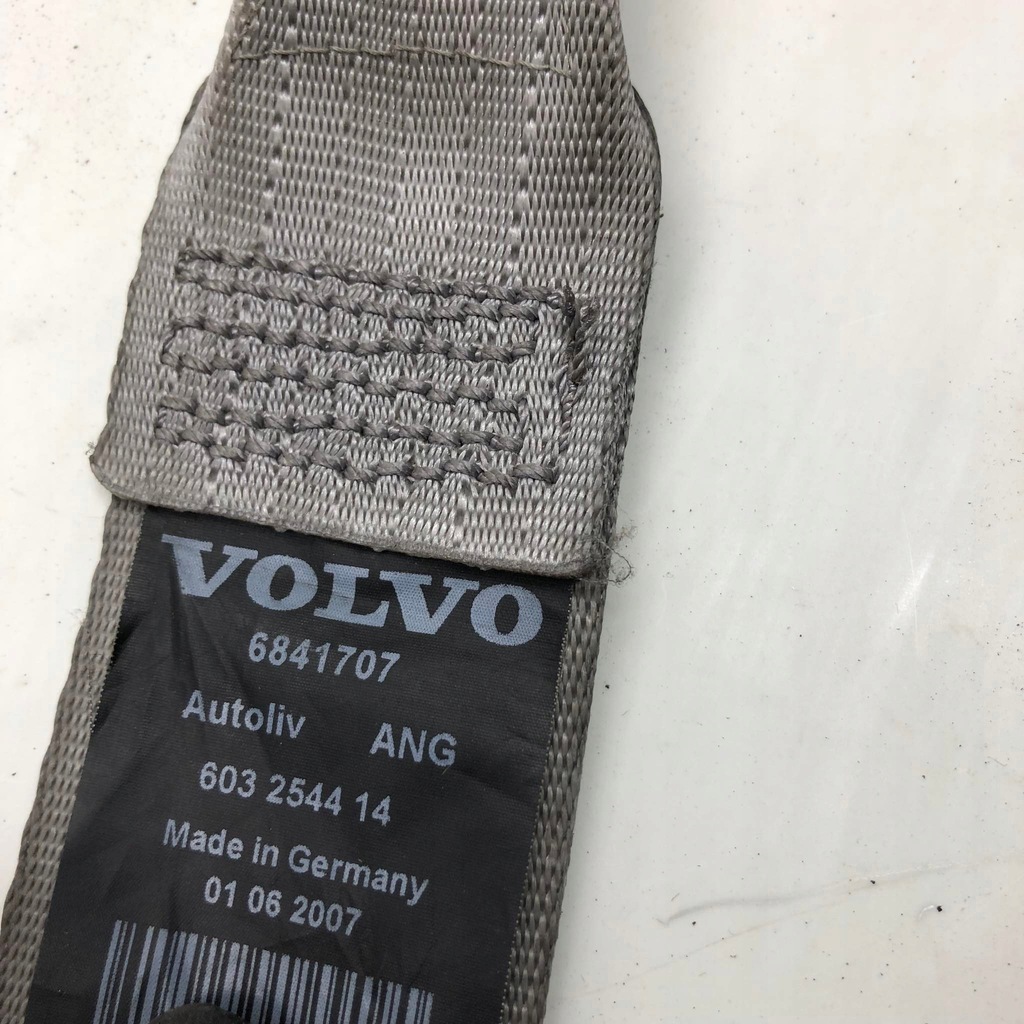 VOLVO
6841707
Autoliv ANG
603 2544 14
Made in Germany
01 06 2007